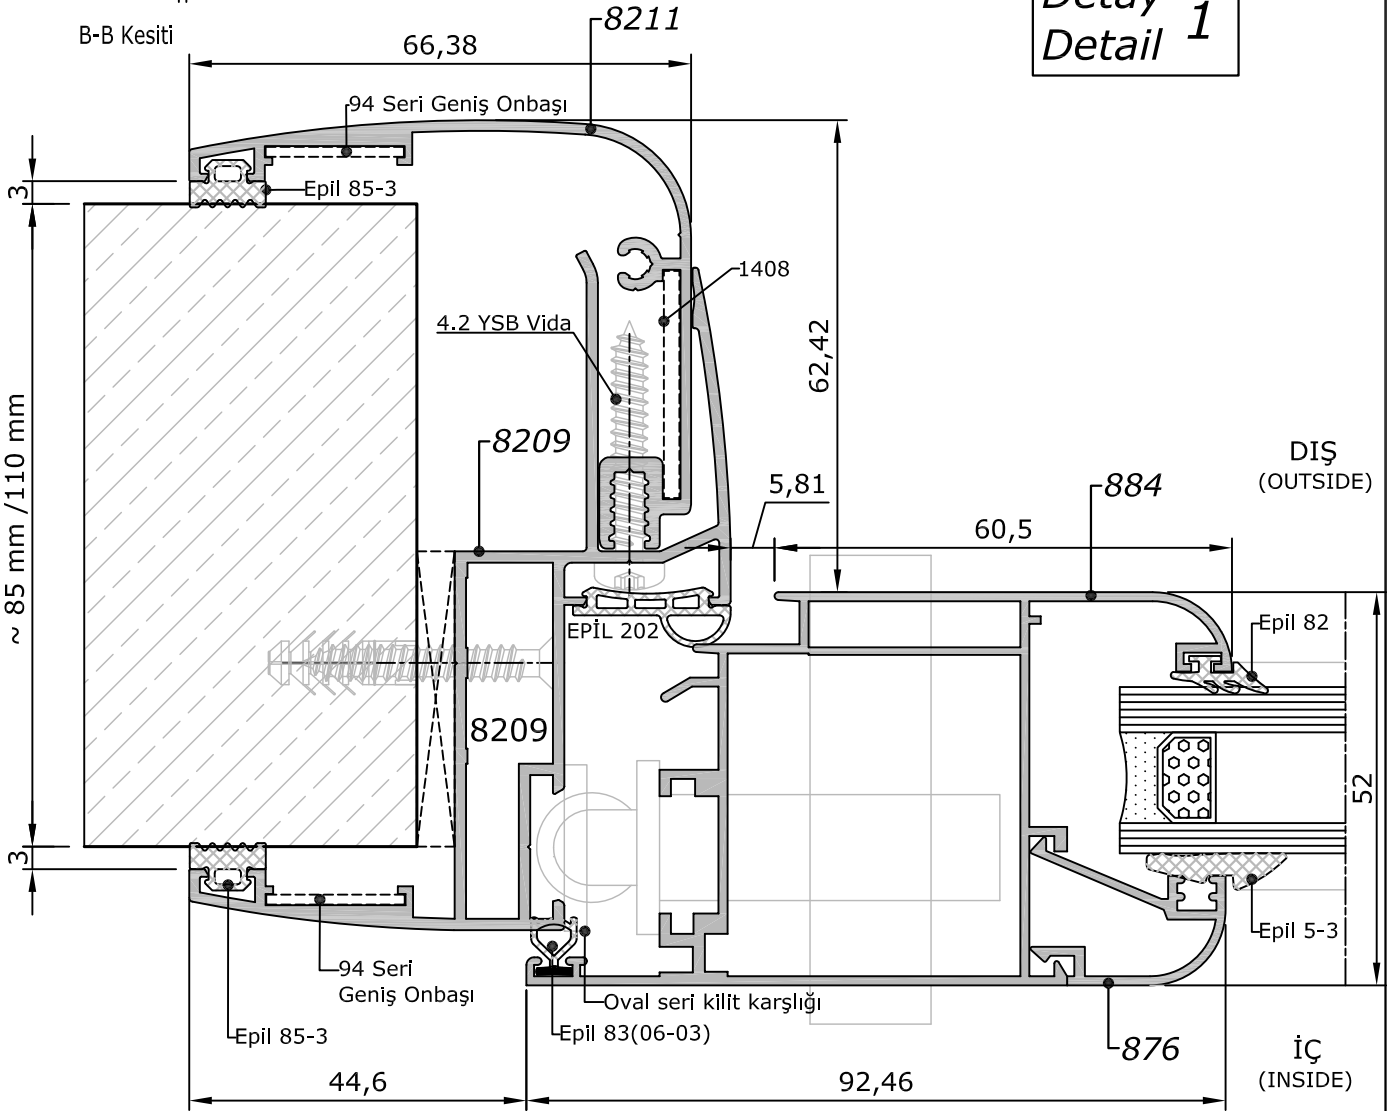 Detay
Detail 1
B-B Kesiti
8211
66,38
94 Seri Geniş Onbaşı
3
Epil 85-3
1408
4.2 YSB Vida
62,42
8209
DIŞ
(OUTSIDE)
5,81
884
60,5
~ 85 mm /110 mm
EPİL 202
Epil 82
8209
52
3
Epil 5-3
94 Seri
Geniş Onbaşı
Oval seri kilit karşlığı
Epil 85-3
Epil 83(06-03)
876
İÇ
(INSIDE)
44,6
92,46